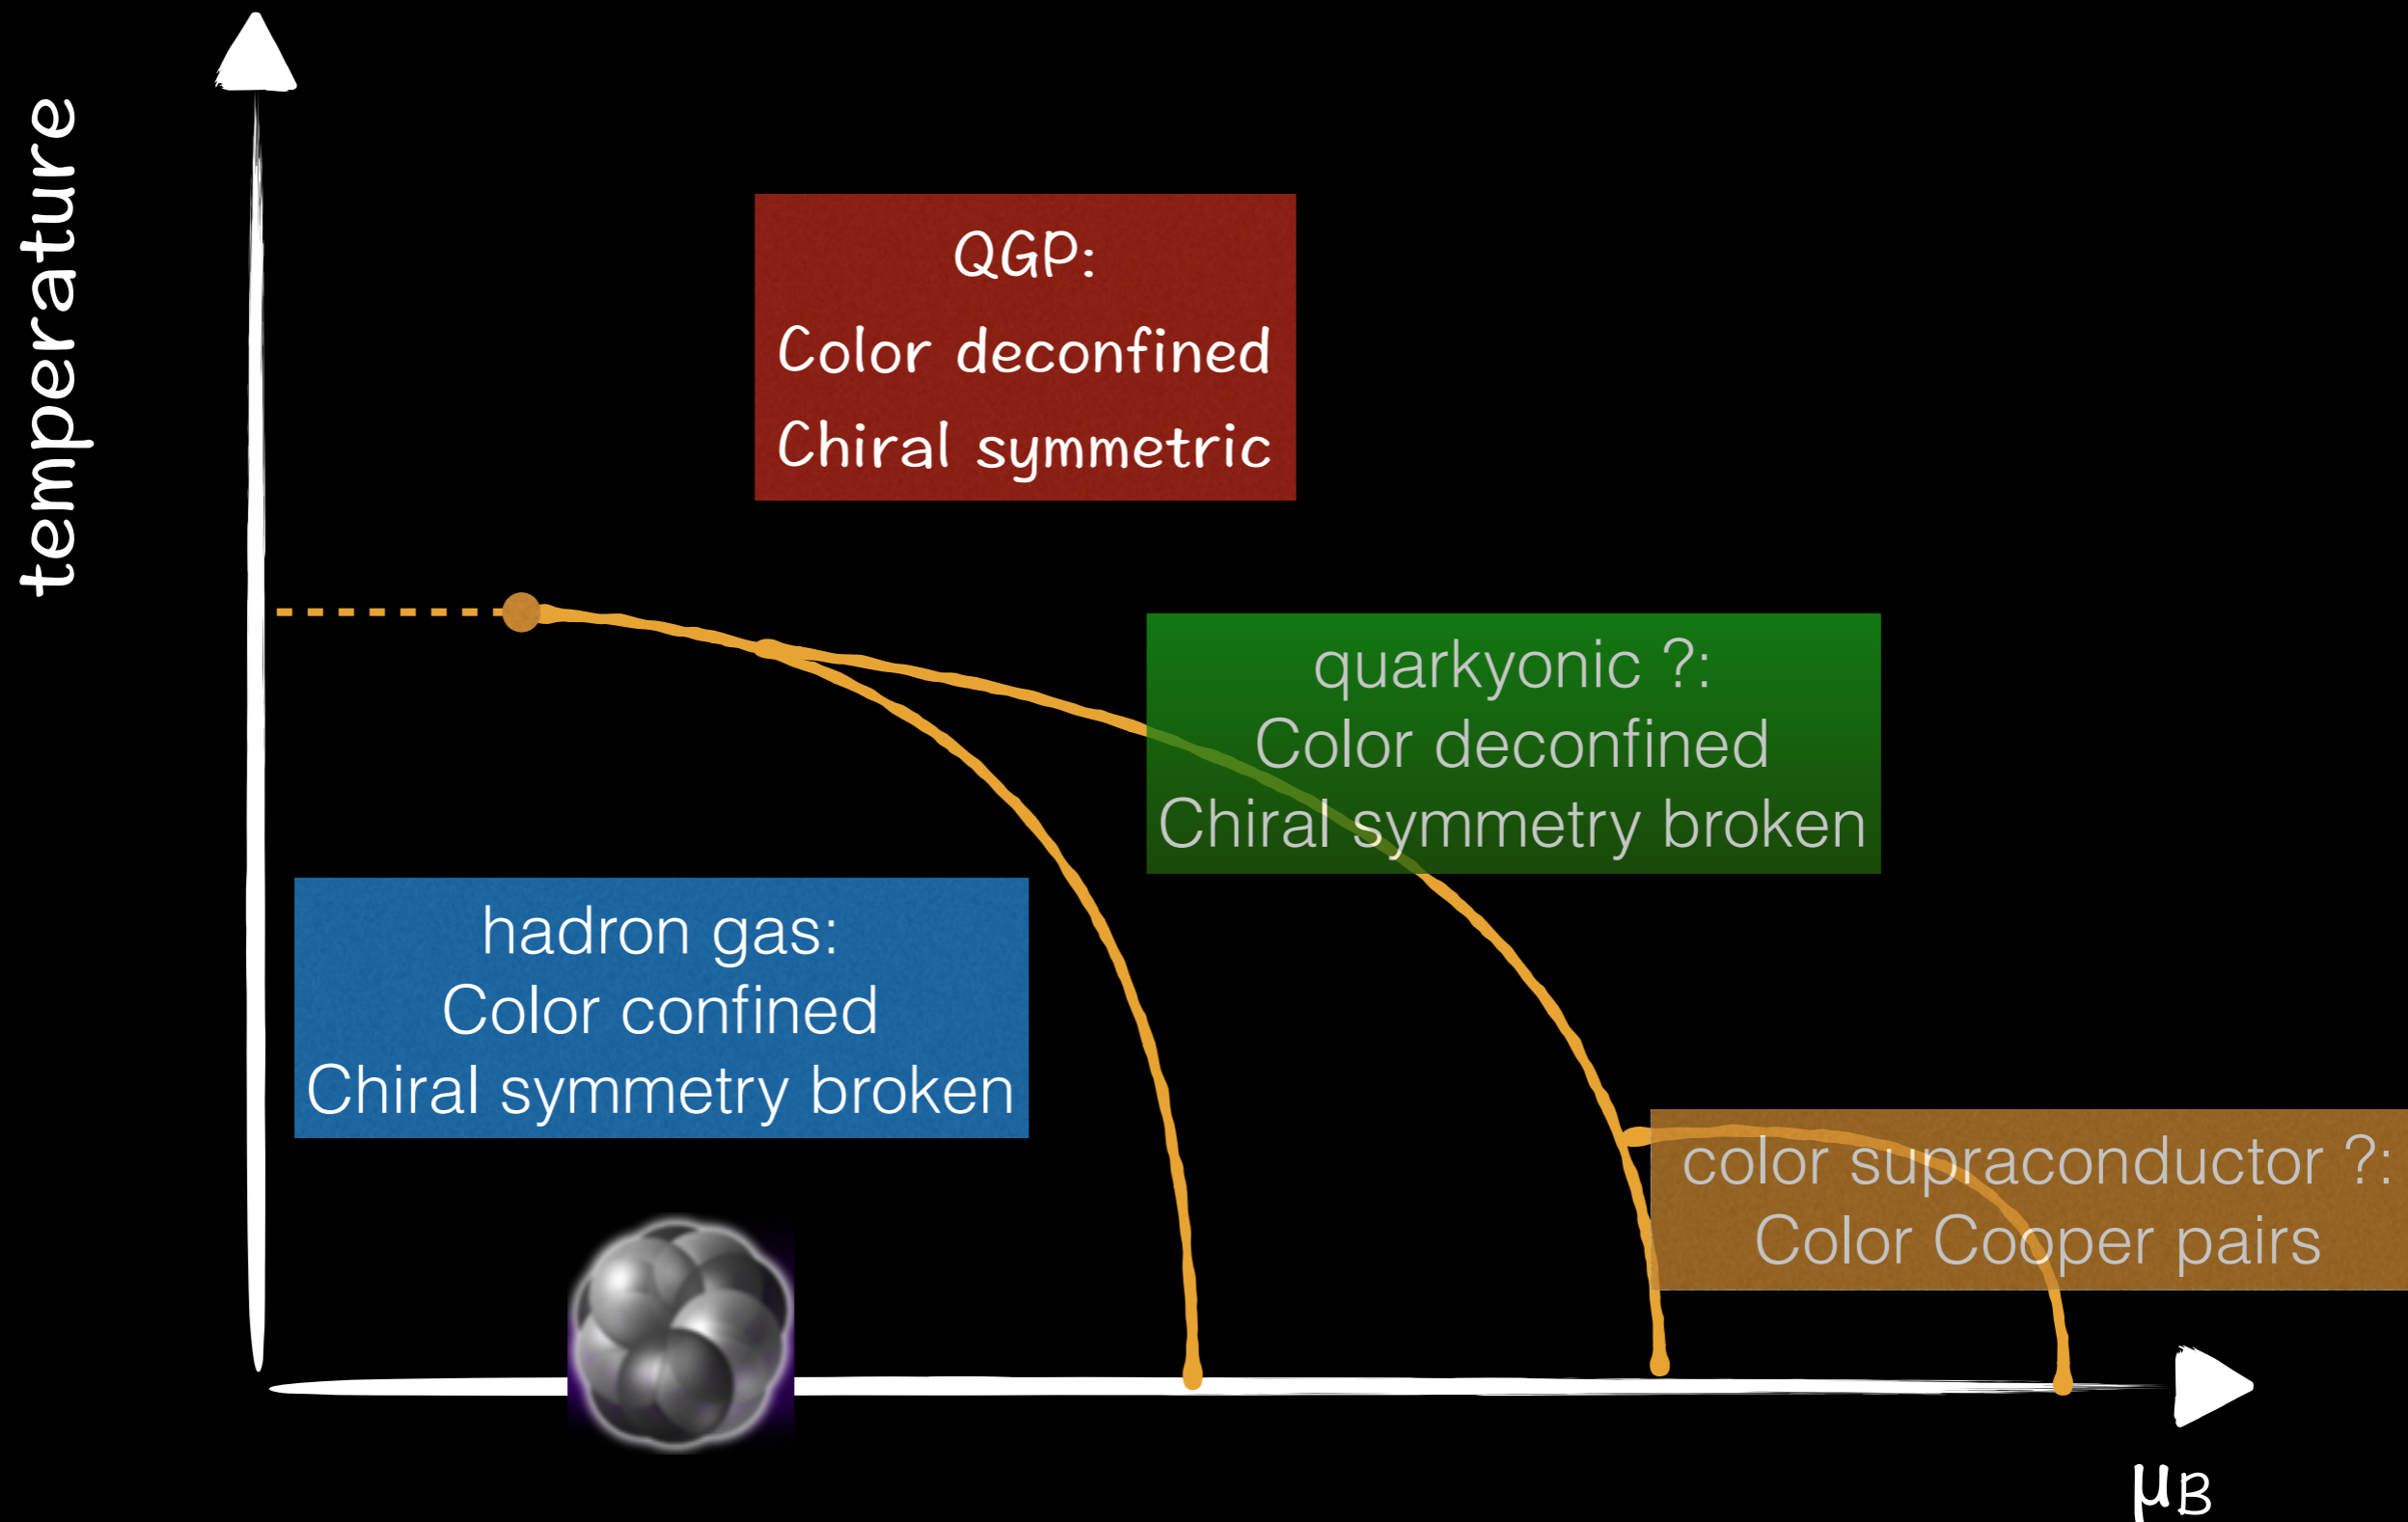 temperature
QGP:
Color deconfined
Chiral symmetric
quarkyonic ?:
Color deconfined
Chiral symmetry broken
hadron gas:
Color confined
Chiral symmetry broken
color supraconductor ?:
Color Cooper pairs
μB